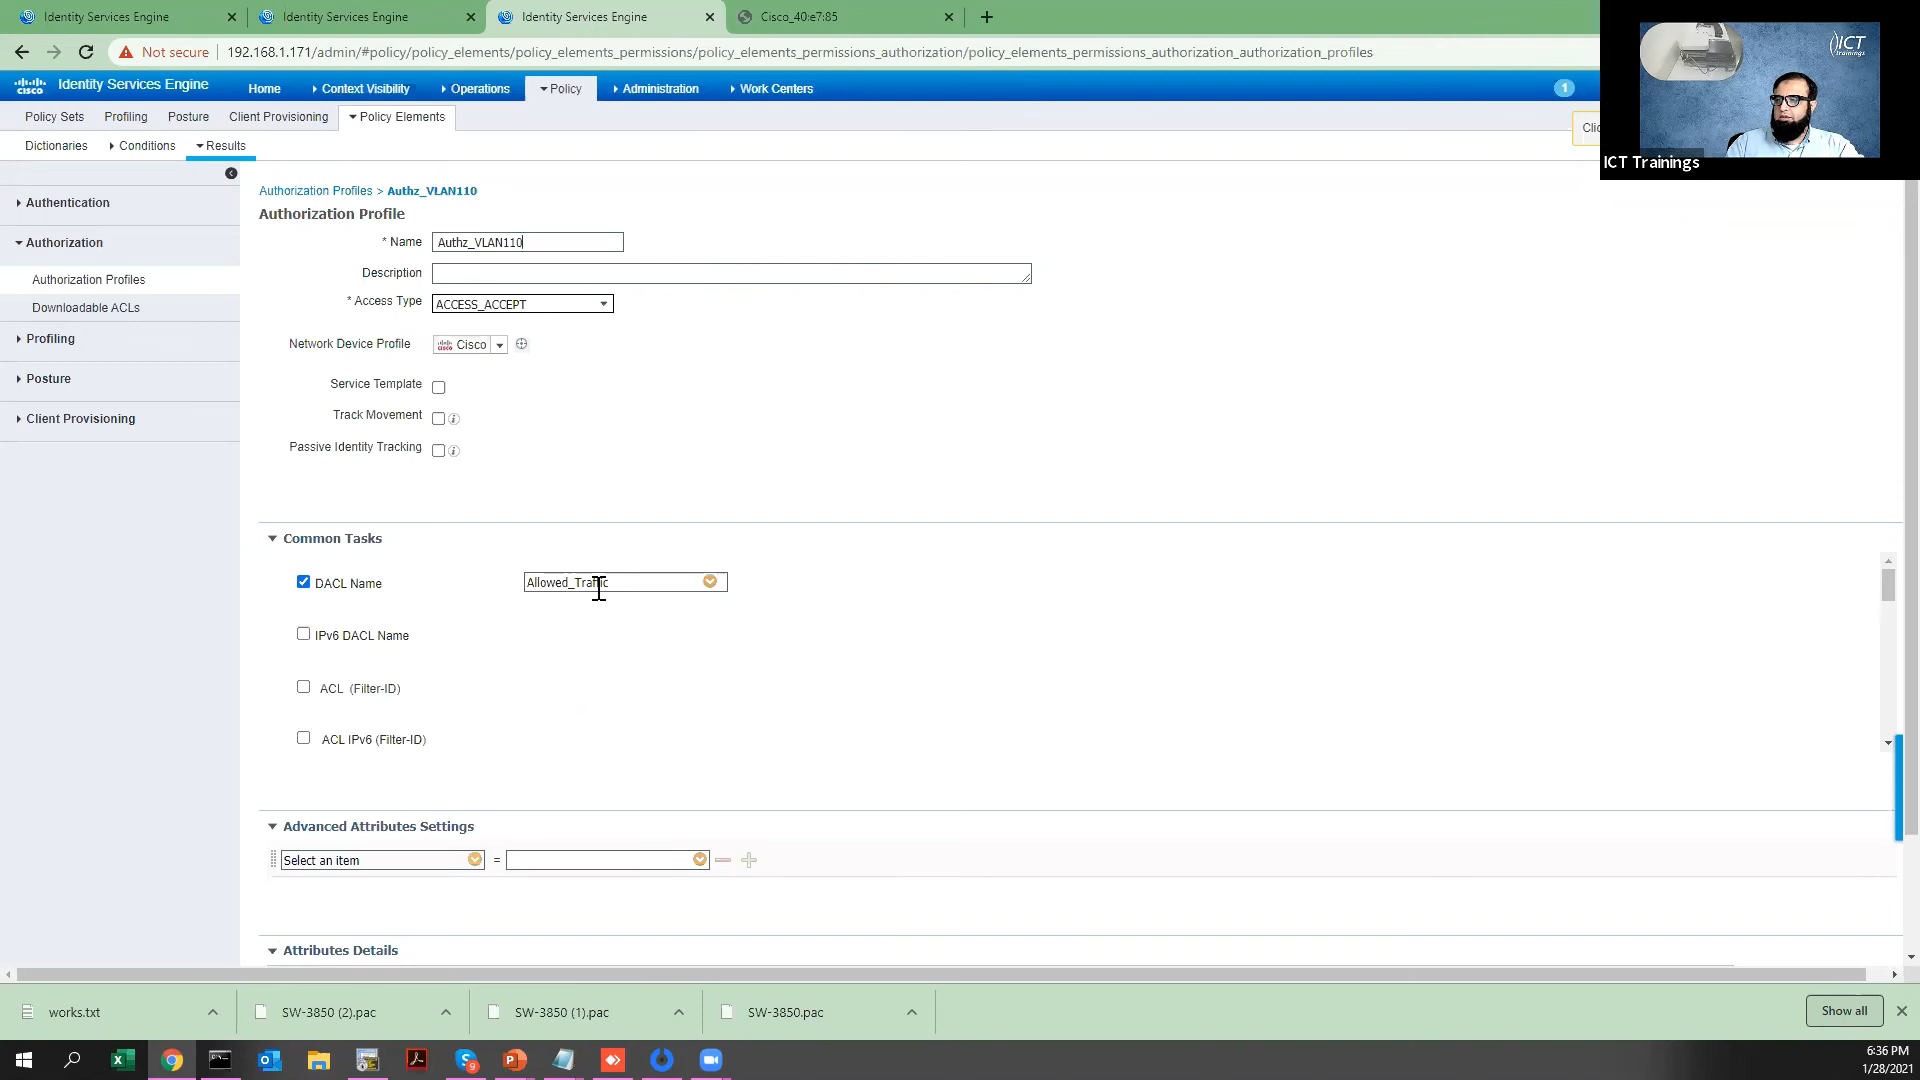 Identity Services Engine
Identity Services Engine
Identity Services Engine
Cisco_40:e7:85
Not secure
192.168.1.171/admin/#policy/policy_elements/policy_elements_permissions/policy_elements_permissions_authorization/policy_elements_permissions_authorization_authorization_profiles
CISCO
Identity Services Engine
Home
Context Visibility
Operations
Policy
Administration
Work Centers
1
Policy Sets
Profiling
Posture
Client Provisioning
Policy Elements
Clic
ICT
trainings
ICT Trainings
Dictionaries
Conditions
Results
Authentication
Authorization
Authorization Profiles
Downloadable ACLs
Profiling
Posture
Client Provisioning
Authorization Profiles > Authz_VLAN110
Authorization Profile
* Name
Authz_VLAN110
Description
* Access Type
ACCESS_ACCEPT
Network Device Profile
Cisco
Service Template
Track Movement
Passive Identity Tracking
Common Tasks
DACL Name
Allowed_Traffic
IPv6 DACL Name
ACL (Filter-ID)
ACL IPv6 (Filter-ID)
Advanced Attributes Settings
Select an item
=
Attributes Details
works.txt
SW-3850 (2).pac
SW-3850 (1).pac
SW-3850.pac
Show all
9
6:36 PM
1/28/2021